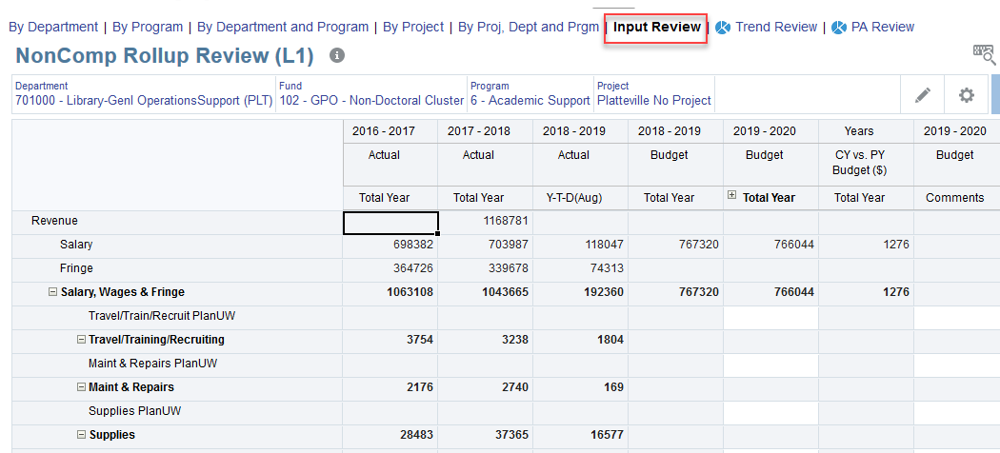 By Department | By Program | By Department and Program | By Project | By Proj, Dept and Prgm | Input Review | Trend Review | PA Review
NonComp Rollup Review (L1)
Department Fund Program Project
701000 - Library-Genl OperationsSupport (PLT) 102 - GPO - Non-Doctoral Cluster 6 - Academic Support Platteville No Project
2016 - 2017 2017 - 2018 2018 - 2019 2018 - 2019 2019 - 2020 Years 2019 - 2020
Actual Actual Actual Budget Budget CY vs. PY Budget
Budget ($)
Total Year Total Year Y-T-D(Aug) Total Year Total Year Total Year Comments
Revenue 1168781
Salary 698382 703987 118047 767320 766044 1276
Fringe 364726 339678 74313
Salary, Wages & Fringe 1063108 1043665 192360 767320 766044 1276
Travel/Train/Recruit PlanUW
Travel/Training/Recruiting 3754 3238 1804
Maint & Repairs PlanUW
Maint & Repairs 2176 2740 169
Supplies PlanUW
Supplies 28483 37365 16577